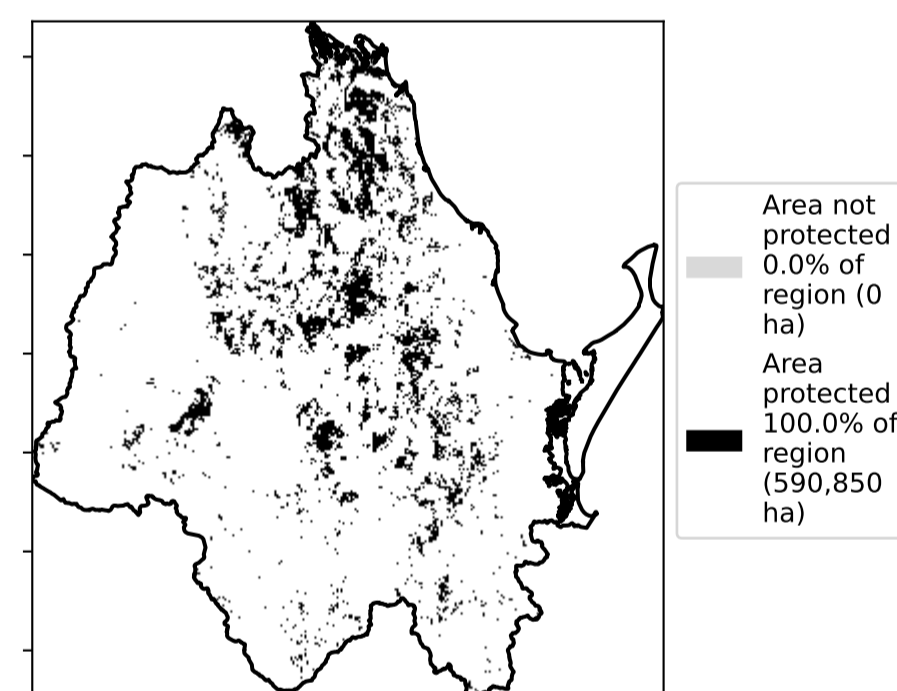 Area not
protected
0.0% of
region (0
ha)
Area
protected
100.0% of
region
(590,850
ha)